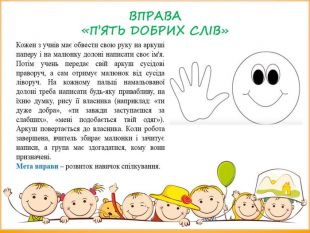 ВПРАВА
«П'ЯТЬ ДОБРИХ СЛІВ»
Кожен з учнів має обвести свою руку на аркуші
паперу і на малюнку долоні написати своє ім'я.
Потім учень передає свій аркуш сусідові
праворуч, а сам отримує малюнок від сусіда
ліворуч. На кожному пальці намальованої
долоні треба написати будь-яку привабливу, на
їхню думку, рису її власника (наприклад: «ти
дуже добра», «ти завжди заступаєшся за
слабших», «мені подобається твій одяг»).
Аркуш повертається до власника. Коли робота
завершена, вчитель збирає малюнки і зачитує
написи, а група має здогадатися, кому вони
призначені.
Мета вправи – розвиток навичок спілкування.